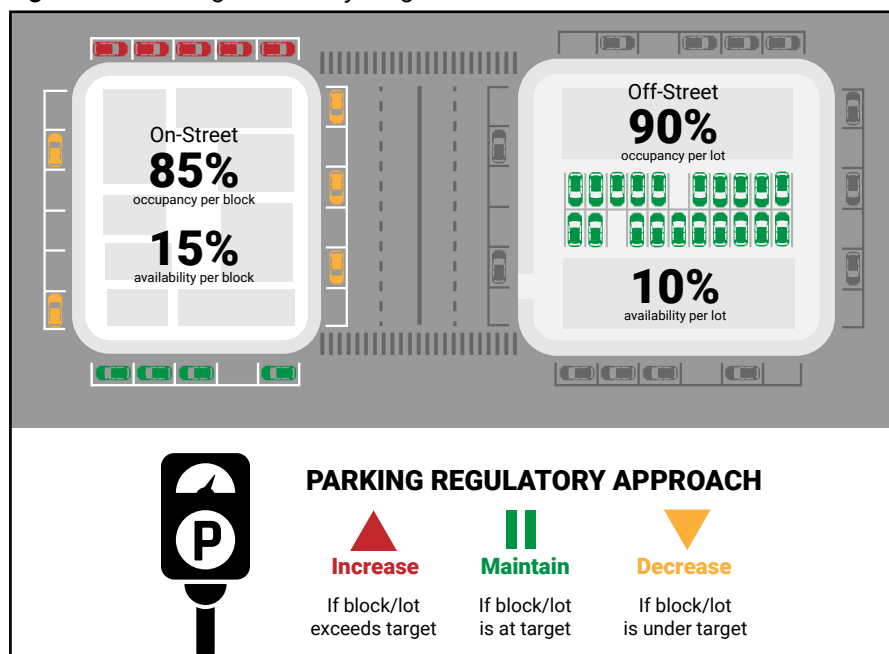 On-Street
85%
occupancy per block
15%
availability per block
Off-Street
90%
occupancy per lot
10%
availability per lot
P
PARKING REGULATORY APPROACH
Increase
If block/lot
exceeds target
Maintain
If block/lot
is at target
Decrease
If block/lot
is under target